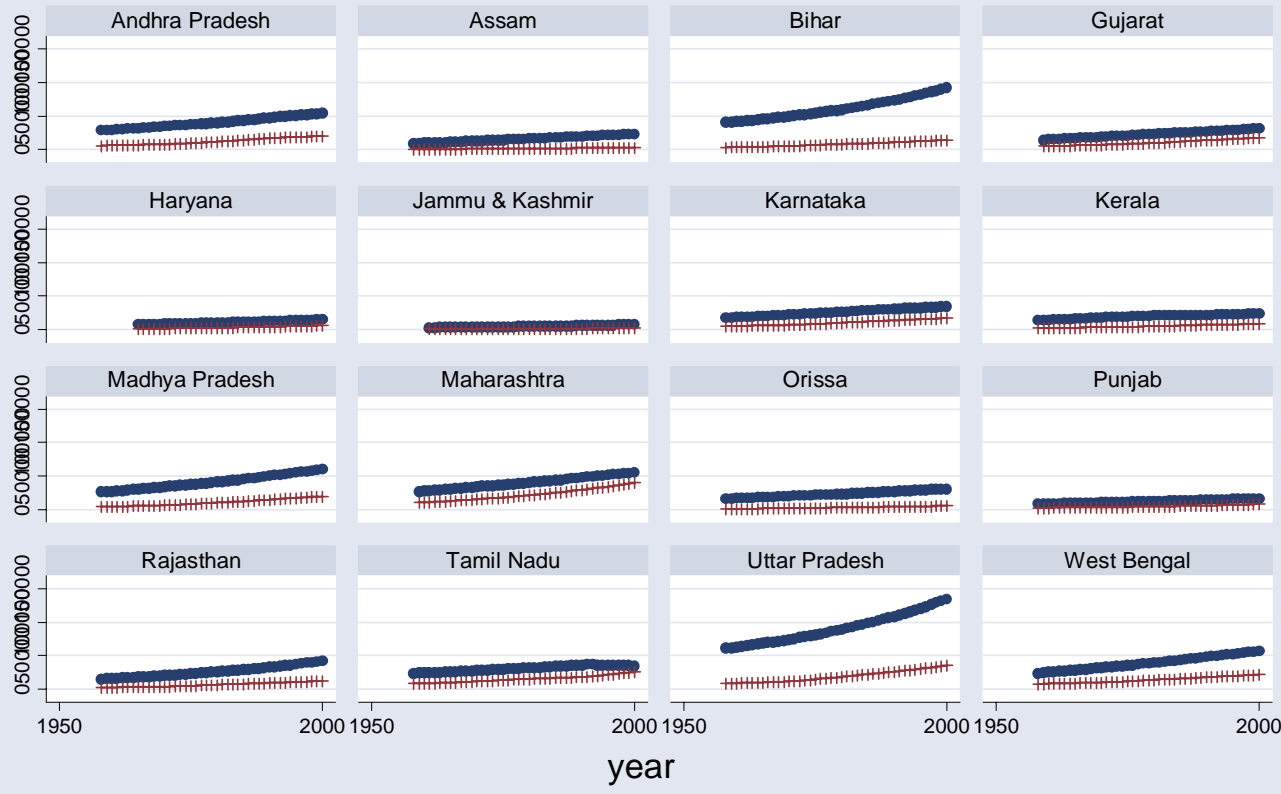 Andhra Pradesh Assam Bihar Gujarat
Haryana Jammu & Kashmir Karnataka Kerala
Madhya Pradesh Maharashtra Orissa Punjab
Rajasthan Tamil Nadu Uttar Pradesh West Bengal
1950 2000 1950 2000 1950 2000 1950 2000
year